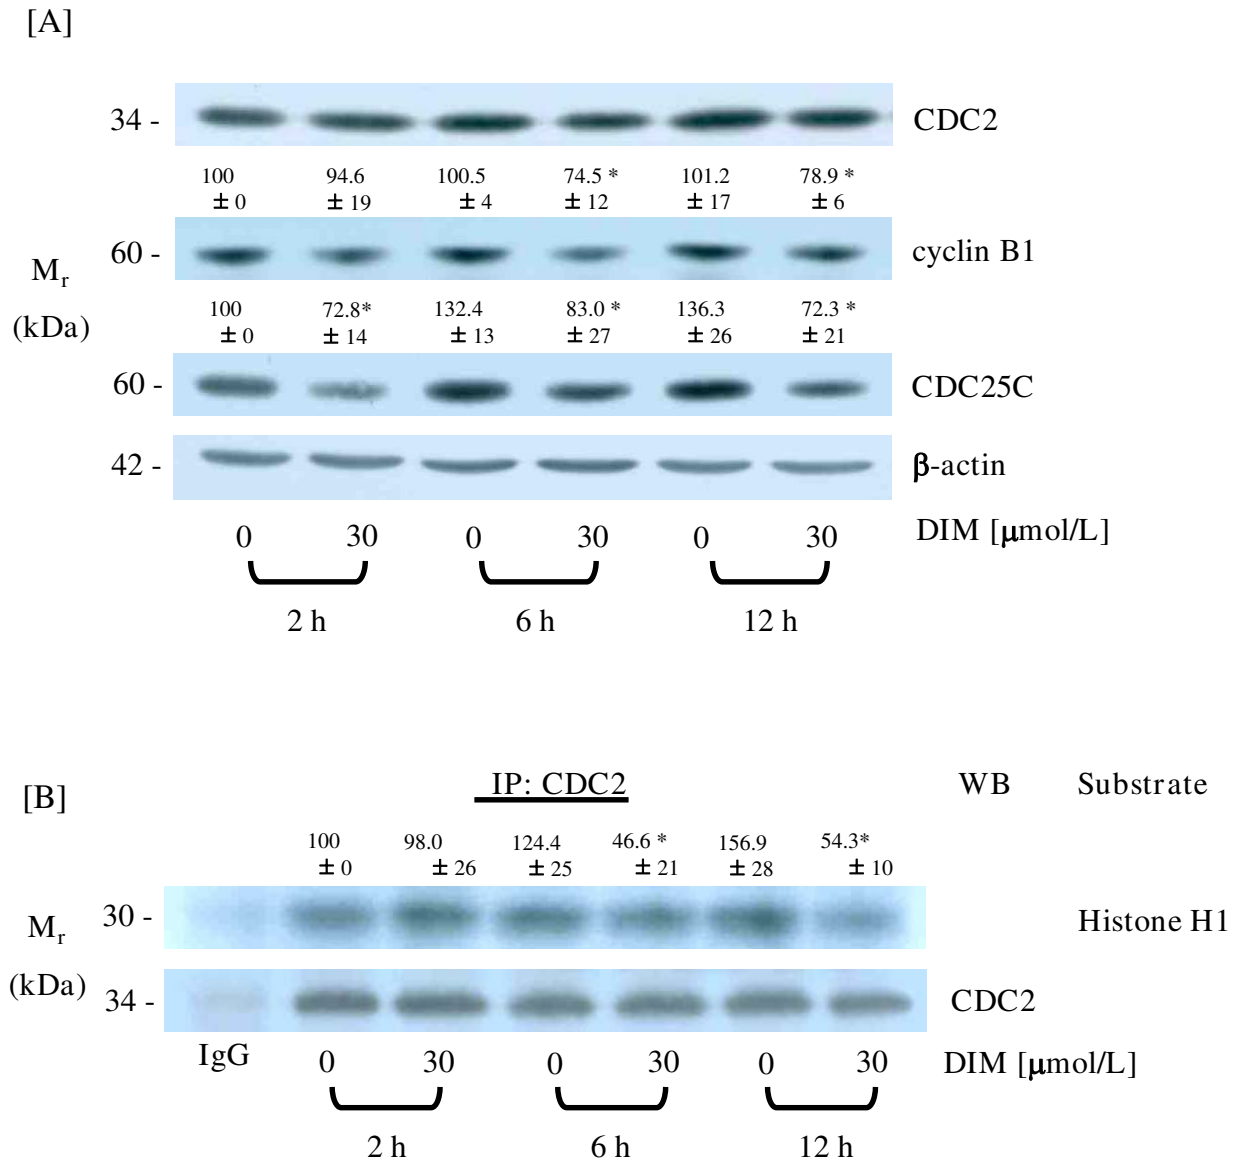 [A]
34 - CDC2
100 94.6 100.5 74.5 * 101.2 78.9 *
± 0 ± 19 ± 4 ± 12 ± 17 ± 6
60 - cyclin B1
Mr
(kDa)
100 72.8* 132.4 83.0 * 136.3 72.3 *
± 0 ± 14 ± 13 ± 27 ± 26 ± 21
60 - CDC25C
42 - β-actin
0 30 0 30 0 30 DIM [μmol/L]
2 h 6 h 12 h
[B]
IP: CDC2 WB Substrate
100 98.0 124.4 46.6 * 156.9 54.3*
± 0 ± 26 ± 25 ± 21 ± 28 ± 10
30 - Histone H1
Mr
(kDa)
34 - CDC2
IgG 0 30 0 30 0 30 DIM [μmol/L]
2 h 6 h 12 h